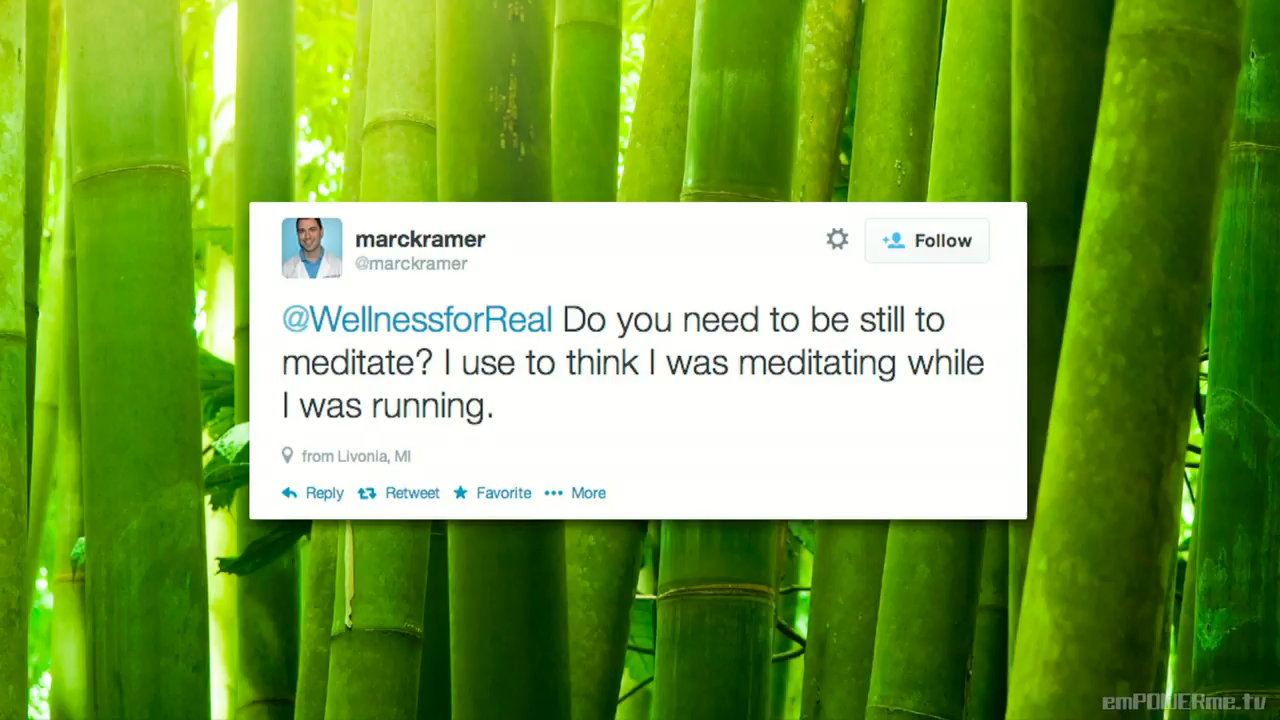 marckramer
@marckramer
Follow
@WellnessforReal Do you need to be still to
meditate? I use to think I was meditating while
I was running.
from Livonia, MI
Reply Retweet Favorite More
emPOWERme.tv